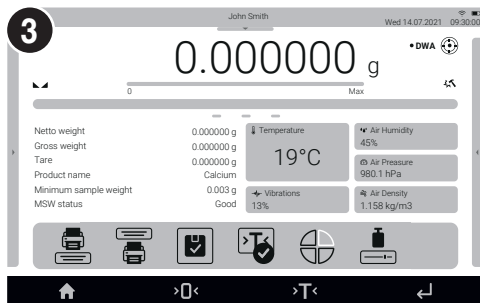 3
John Smith
Wed 14.07.2021 09:30:00
0.000000 g
• DWA
0 Max
Netto weight 0.000000 g
Gross weight 0.000000 g
Tare 0.000000 g
Product name Calcium
Minimum sample weight 0.003 g
MSW status Good
Temperature
19°C
Vibrations
13%
Air Humidity
45%
Air Preasure
980.1 hPa
Air Density
1.158 kg/m3
>T<
>0< >T<